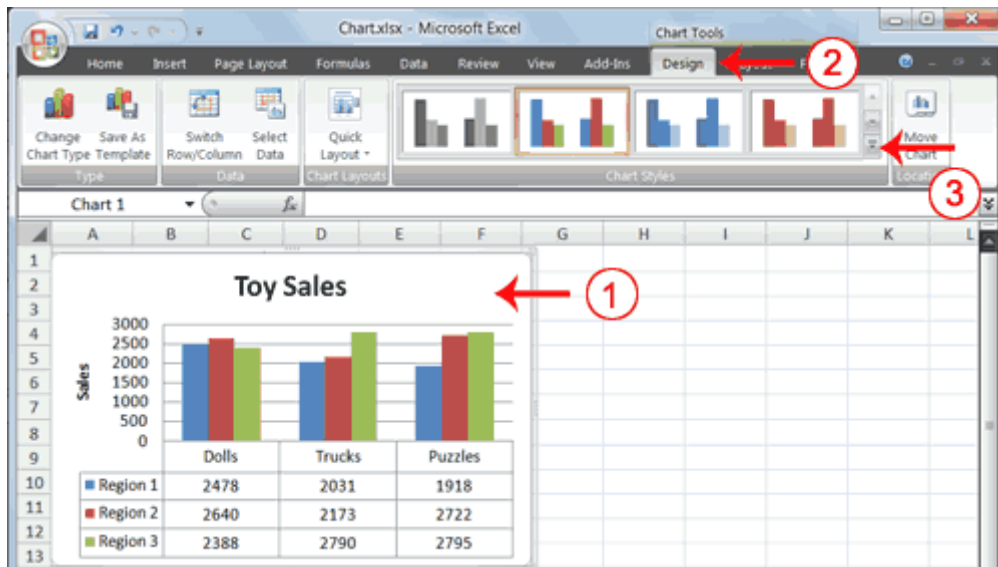 Chart.xlsx - Microsoft Excel
Chart Tools
Home Insert Page Layout Formulas Data Review View Add-Ins Design
2
Change Chart Type
Save As Template
Switch Row/Column
Select Data
Quick Layout
Move Chart
Type Data Chart Layouts Chart Styles
3
Chart 1
fx
A B C D E F G H I J K L
1
2
3
4
5
6
7
8
9
10
11
12
13
Toy Sales
1
Sales
3000
2500
2000
1500
1000
500
0
Dolls Trucks Puzzles
Region 1 2478 2031 1918
Region 2 2640 2173 2722
Region 3 2388 2790 2795